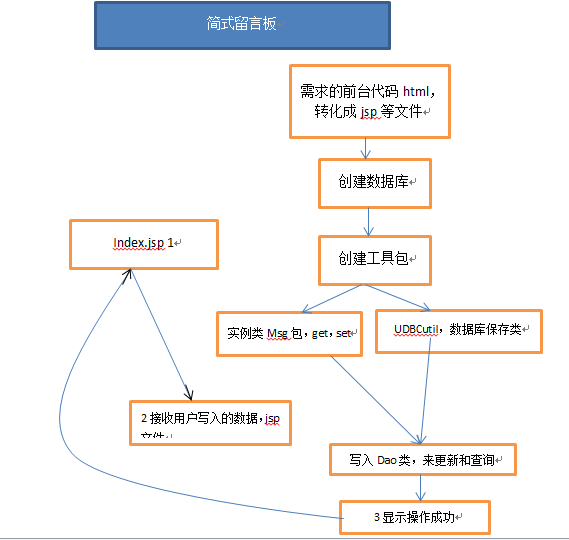 简式留言板
需求的前台代码 html，
转化成 jsp 等文件
创建数据库
Index.jsp 1
创建工具包
实例类 Msg 包，get，set
UDBCutil，数据库保存类
2 接收用户写入的数据，jsp
文件
写入 Dao 类，来更新和查询
3 显示操作成功